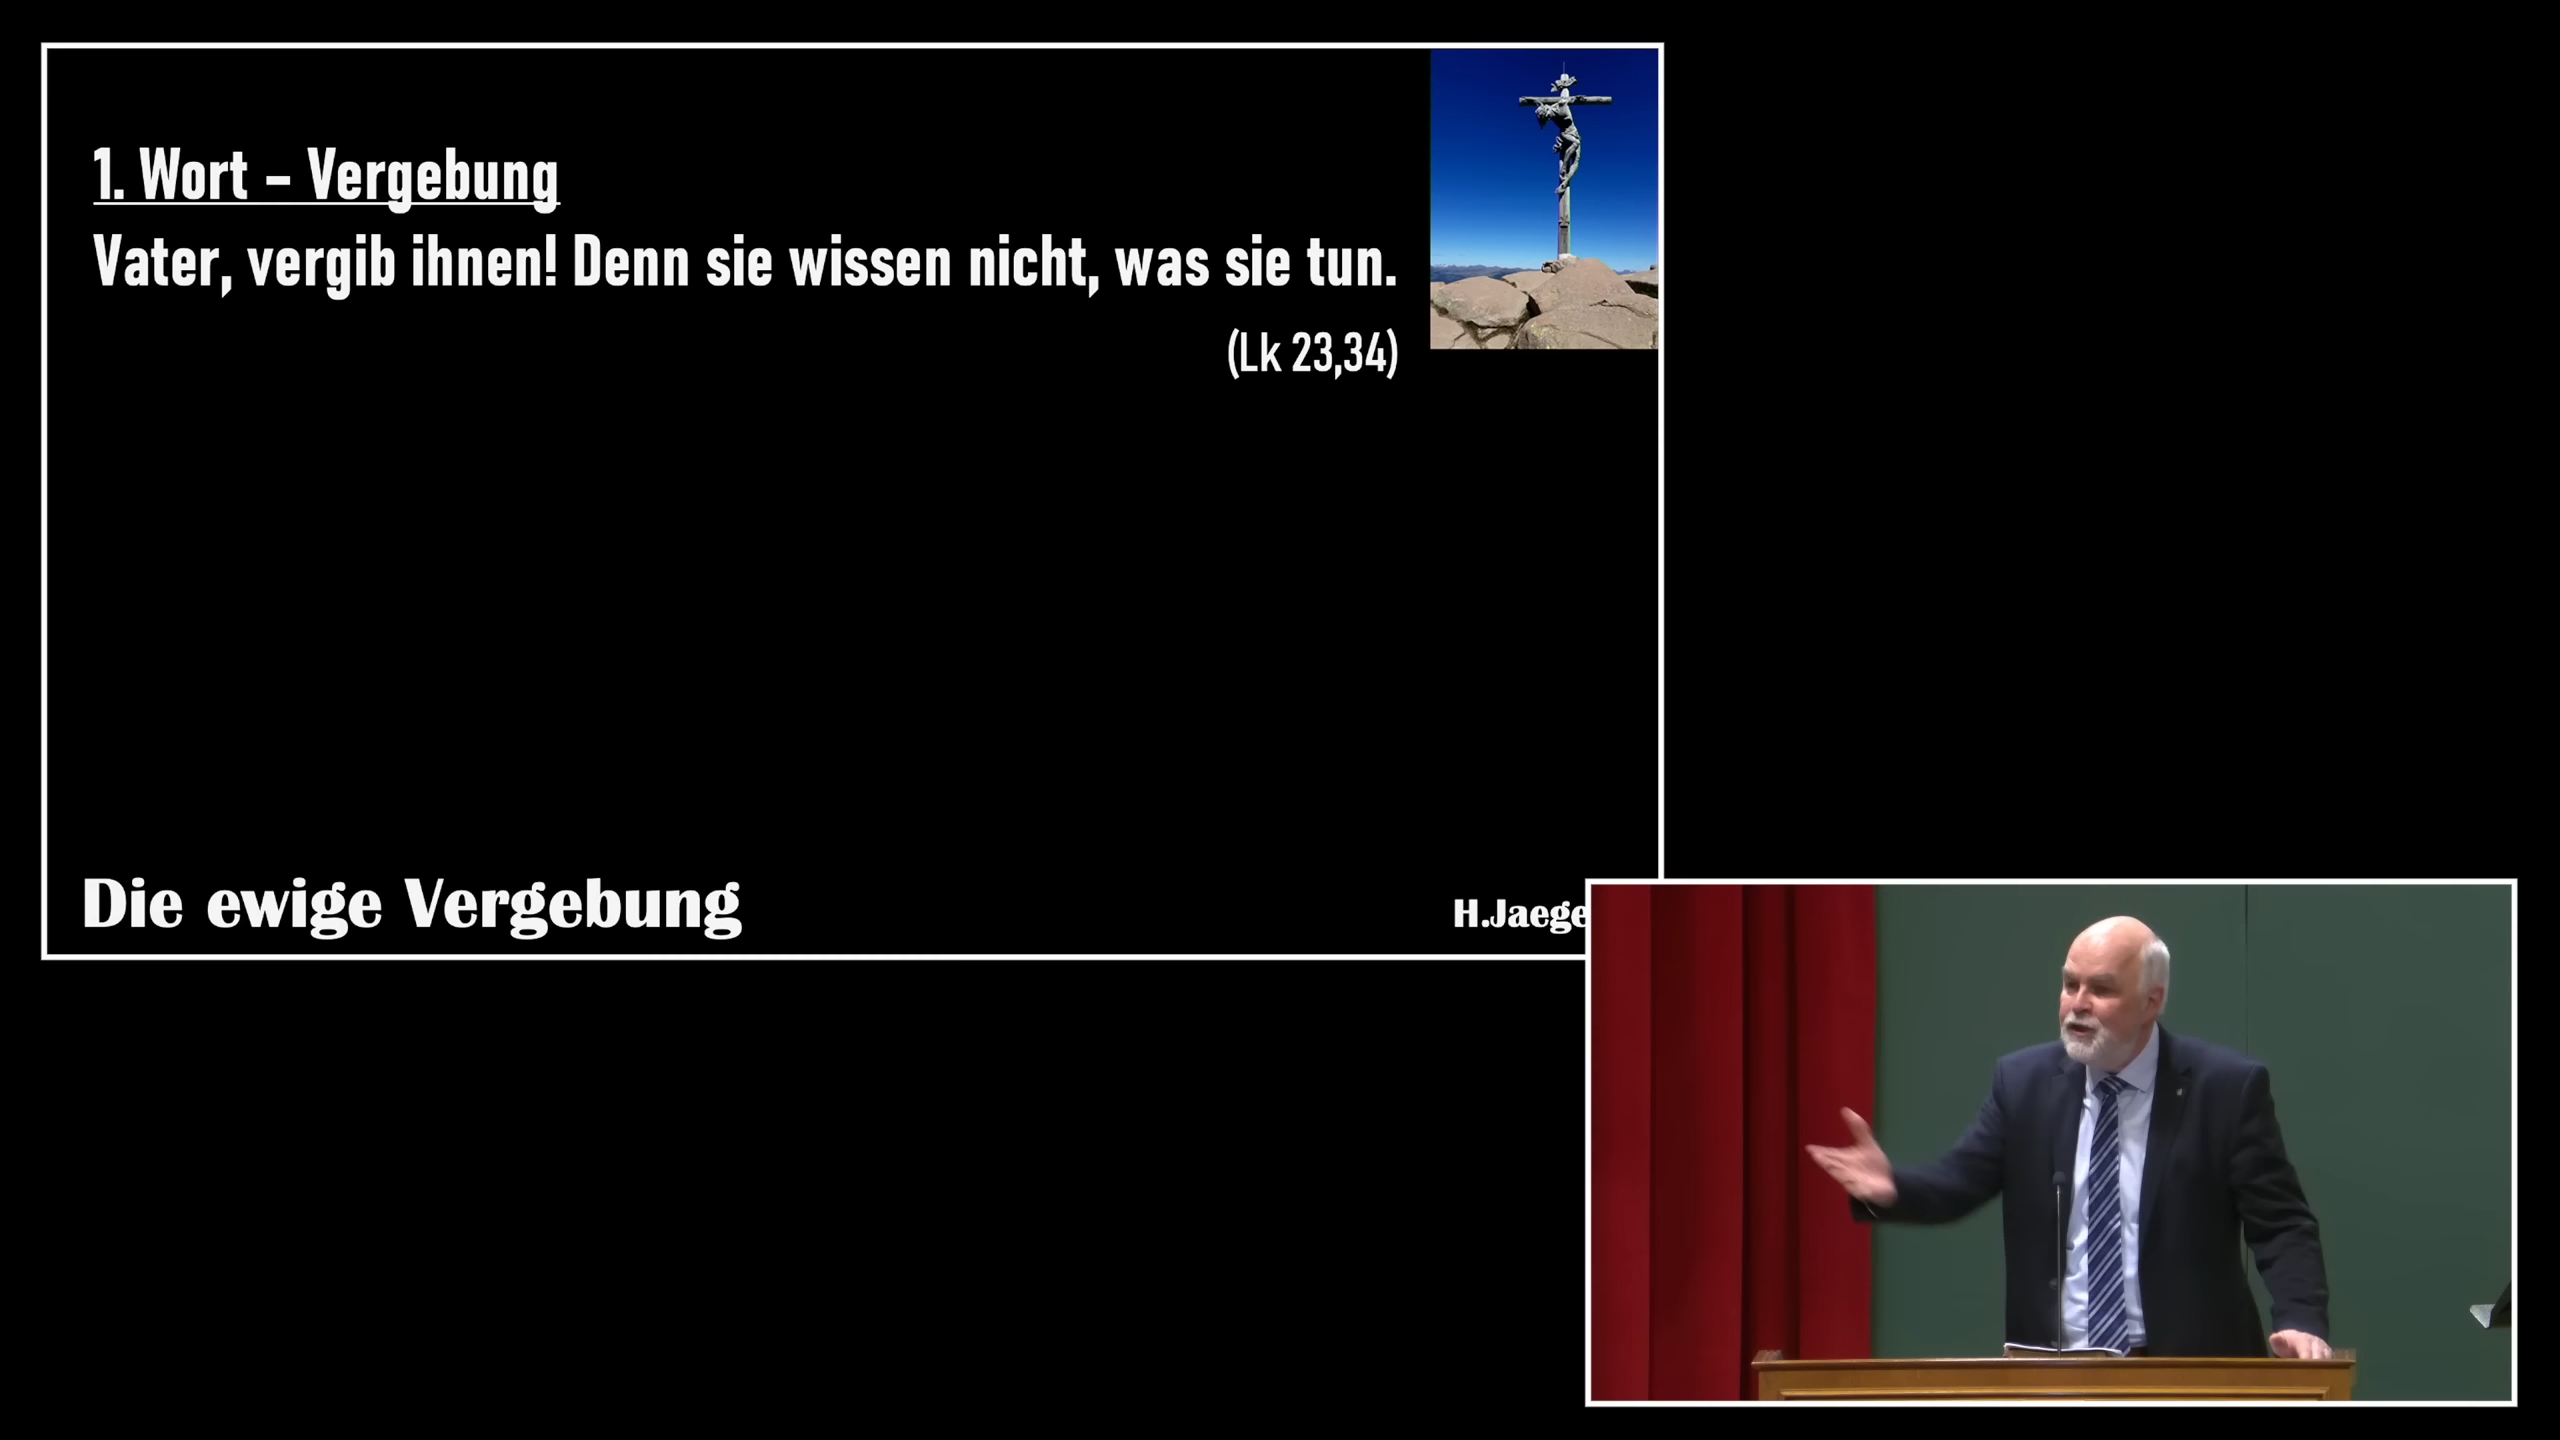 1. Wort – Vergebung
Vater, vergib ihnen! Denn sie wissen nicht, was sie tun.
(Lk 23,34)
Die ewige Vergebung
H.Jaege